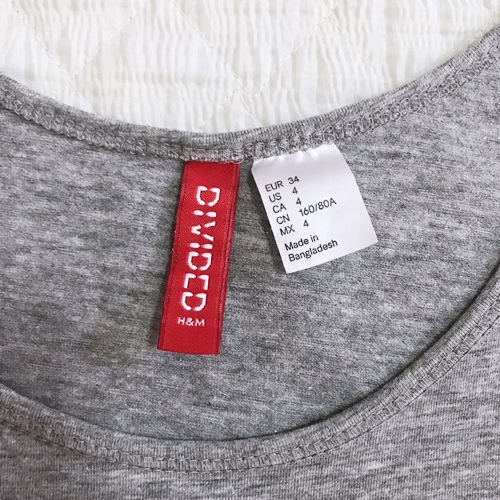 DIVIDED
H&M
EUR 34
US 4
CA 4
CN 160/80A
MX 4
Made in
Bangladesh